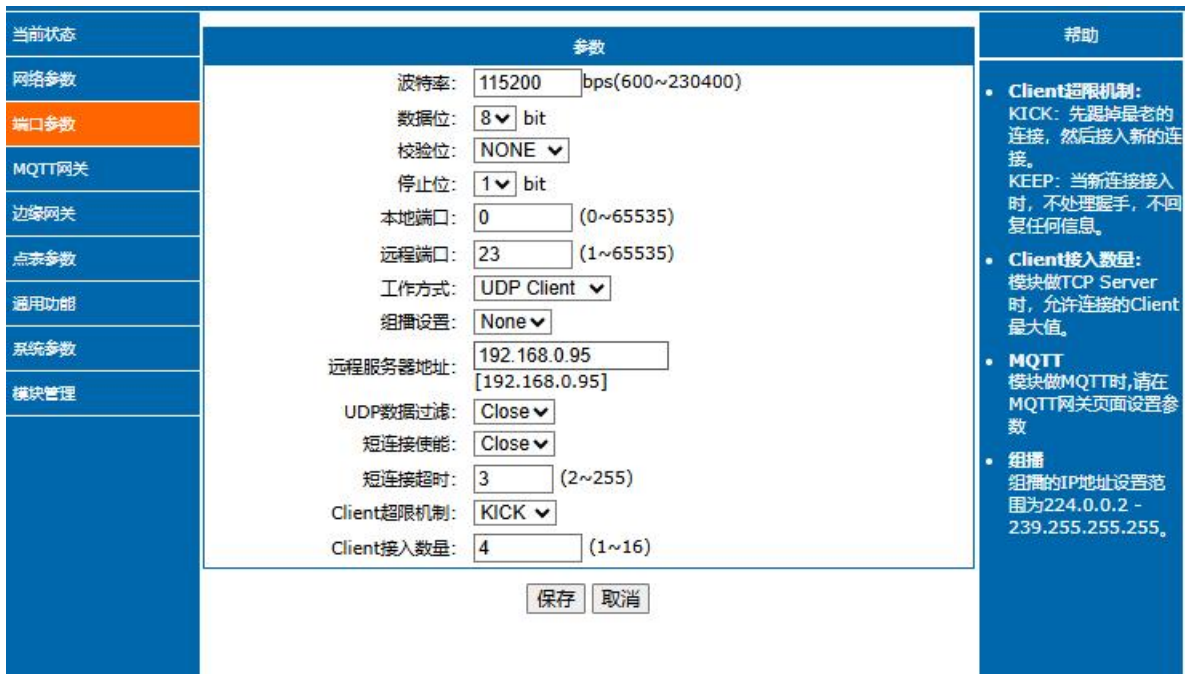 当前状态
网络参数
端口参数
MQTT网关
边缘网关
点表参数
通用功能
系统参数
模块管理
参数
波特率: 115200 bps(600~230400)
数据位: 8 bit
校验位: NONE
停止位: 1 bit
本地端口: 0 (0~65535)
远程端口: 23 (1~65535)
工作方式: UDP Client
组播设置: None
远程服务器地址: 192.168.0.95
[192.168.0.95]
UDP数据过滤: Close
短连接使能: Close
短连接超时: 3 (2~255)
Client超限机制: KICK
Client接入数量: 4 (1~16)
保存 取消
帮助
• Client超限机制:
KICK：先踢掉最老的
连接，然后接入新的连
接。
KEEP：当新连接接入
时，不处理握手，不回
复任何信息。
• Client接入数量:
模块做TCP Server
时，允许连接的Client
最大值。
• MQTT
模块做MQTT时,请在
MQTT网关页面设置参
数
• 组播
组播的IP地址设置范
围为224.0.0.2 -
239.255.255.255。